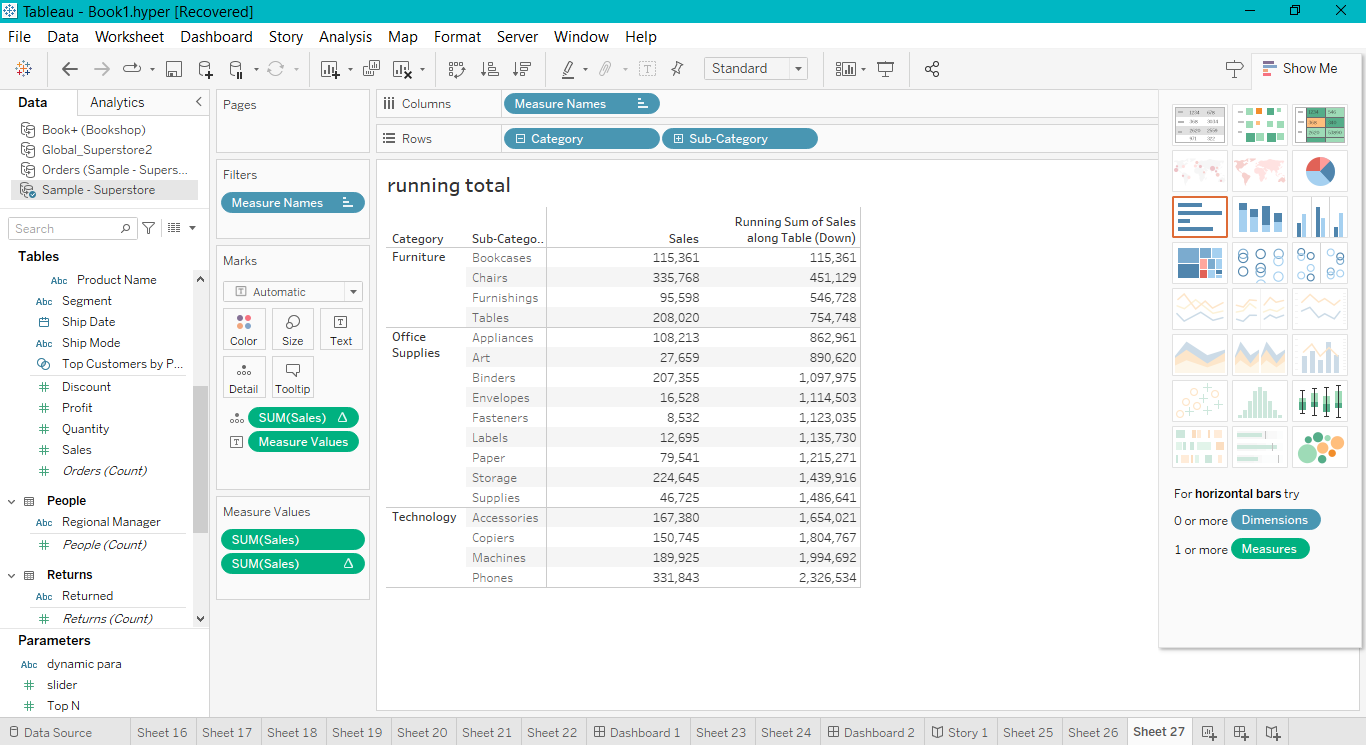 Tableau - Book1.hyper [Recovered]
File Data Worksheet Dashboard Story Analysis Map Format Server Window Help
Standard
Show Me
Data Analytics
Book+ (Bookshop)
Global_Superstore2
Orders (Sample - Supers...
Sample - Superstore
Search
Tables
Abc Product Name
Abc Segment
Ship Date
Abc Ship Mode
Top Customers by P...
Discount
Profit
Quantity
Sales
Orders (Count)
People
Abc Regional Manager
People (Count)
Returns
Abc Returned
Returns (Count)
Parameters
Abc dynamic para
slider
Top N
Pages
Filters
Measure Names
Marks
Automatic
Color Size Text
Detail Tooltip
SUM(Sales) Δ
Measure Values
Measure Values
SUM(Sales)
SUM(Sales) Δ
Columns Measure Names
Rows Category Sub-Category
running total
Running Sum of Sales
Category Sub-Catego.. Sales along Table (Down)
Furniture Bookcases 115,361 115,361
Chairs 335,768 451,129
Furnishings 95,598 546,728
Tables 208,020 754,748
Office Supplies Appliances 108,213 862,961
Art 27,659 890,620
Binders 207,355 1,097,975
Envelopes 16,528 1,114,503
Fasteners 8,532 1,123,035
Labels 12,695 1,135,730
Paper 79,541 1,215,271
Storage 224,645 1,439,916
Supplies 46,725 1,486,641
Technology Accessories 167,380 1,654,021
Copiers 150,745 1,804,767
Machines 189,925 1,994,692
Phones 331,843 2,326,534
For horizontal bars try
0 or more Dimensions
1 or more Measures
Data Source Sheet 16 Sheet 17 Sheet 18 Sheet 19 Sheet 20 Sheet 21 Sheet 22 Dashboard 1 Sheet 23 Sheet 24 Dashboard 2 Story 1 Sheet 25 Sheet 26 Sheet 27